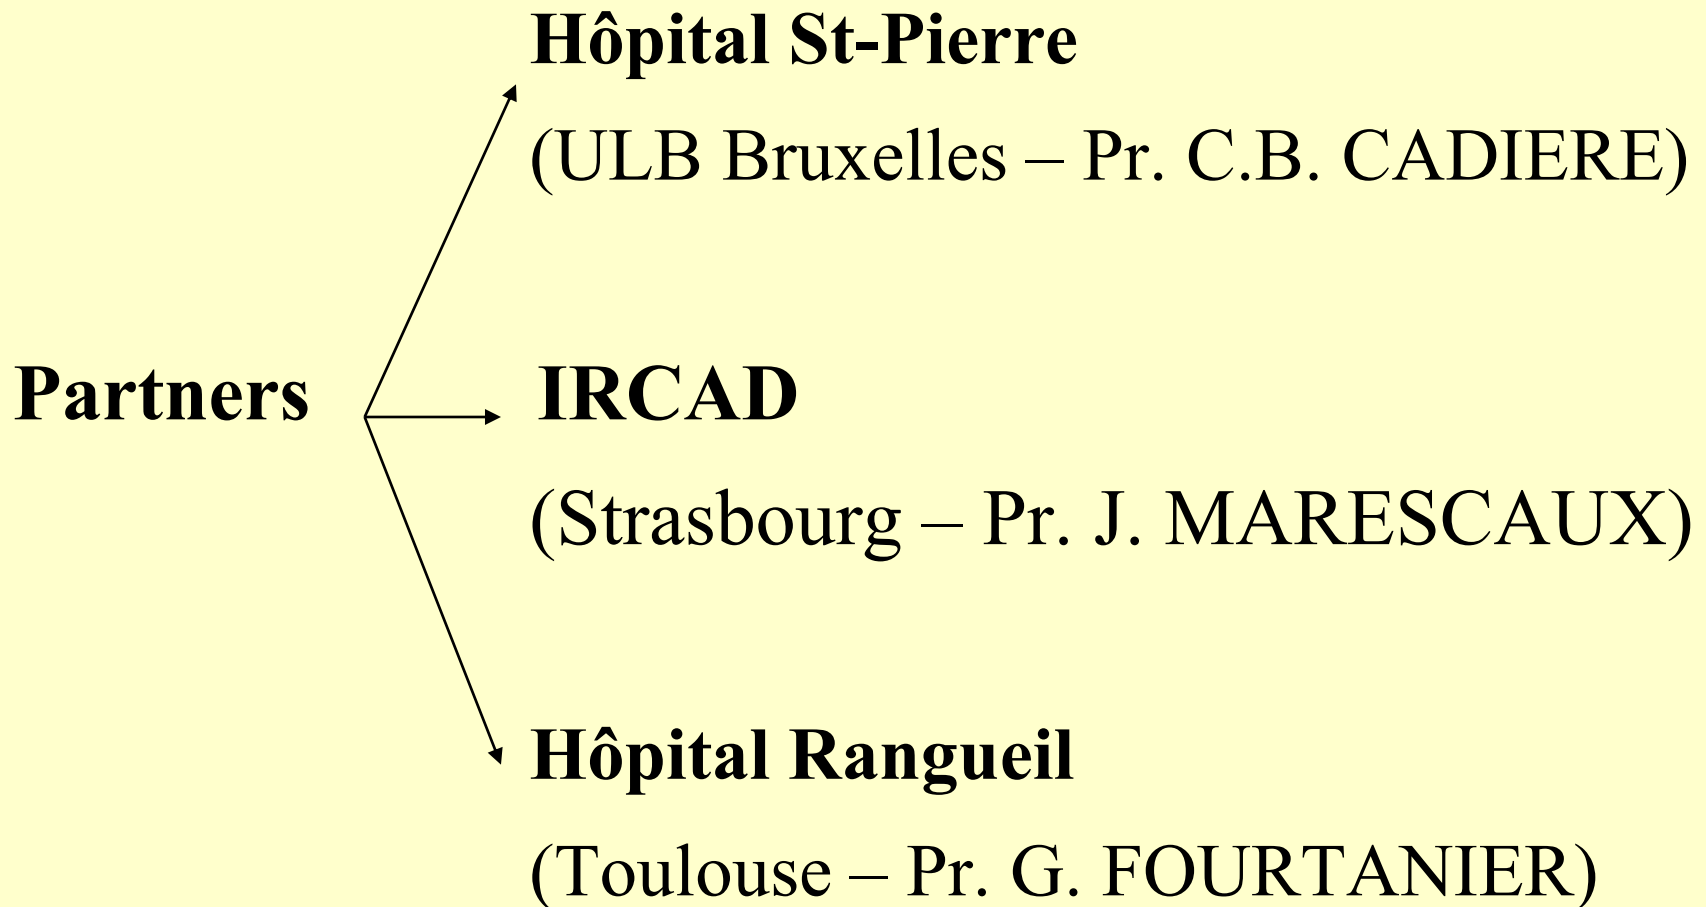 Hôpital St-Pierre
(ULB Bruxelles – Pr. C.B. CADIERE)
Partners
IRCAD
(Strasbourg – Pr. J. MARESCAUX)
Hôpital Rangueil
(Toulouse – Pr. G. FOURTANIER)